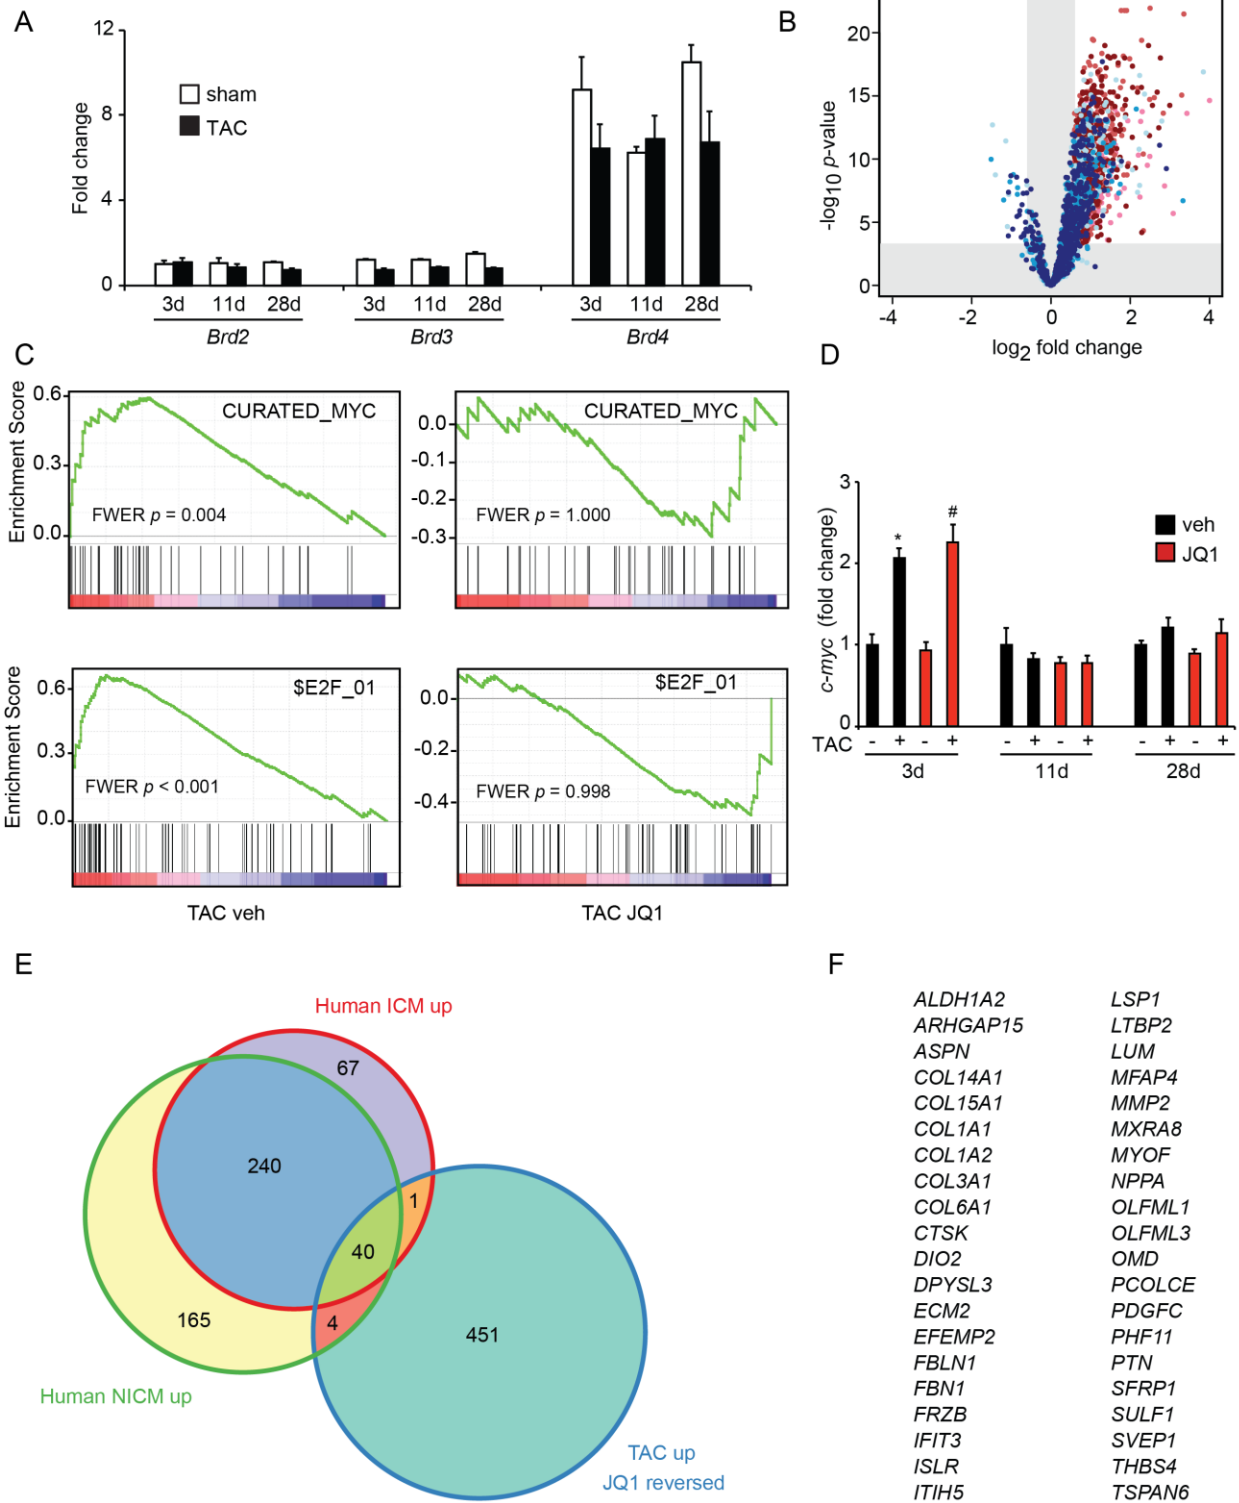 A
12
8
4
0
Fold change
sham
TAC
3d 11d 28d
3d 11d 28d
3d 11d 28d
Brd2
Brd3
Brd4
B
20
15
10
5
0
-log10 p-value
-4 -2 0 2 4
log2 fold change
C
Enrichment Score
0.6
0.3
0.0
CURATED_MYC
FWER p = 0.004
0.0
-0.1
-0.2
-0.3
CURATED_MYC
FWER p = 1.000
Enrichment Score
0.6
0.3
0.0
$E2F_01
FWER p < 0.001
0.0
-0.2
-0.4
$E2F_01
FWER p = 0.998
TAC veh
TAC JQ1
D
3
2
1
0
c-myc (fold change)
veh
JQ1
*
#
TAC - + - + - + - + - + - +
3d 11d 28d
E
Human ICM up
67
240
1
40
165
4
451
Human NICM up
TAC up
JQ1 reversed
F
ALDH1A2
ARHGAP15
ASPN
COL14A1
COL15A1
COL1A1
COL1A2
COL3A1
COL6A1
CTSK
DIO2
DPYSL3
ECM2
EFEMP2
FBLN1
FBN1
FRZB
IFIT3
ISLR
ITIH5
LSP1
LTBP2
LUM
MFAP4
MMP2
MXRA8
MYOF
NPPA
OLFML1
OLFML3
OMD
PCOLCE
PDGFC
PHF11
PTN
SFRP1
SULF1
SVEP1
THBS4
TSPAN6